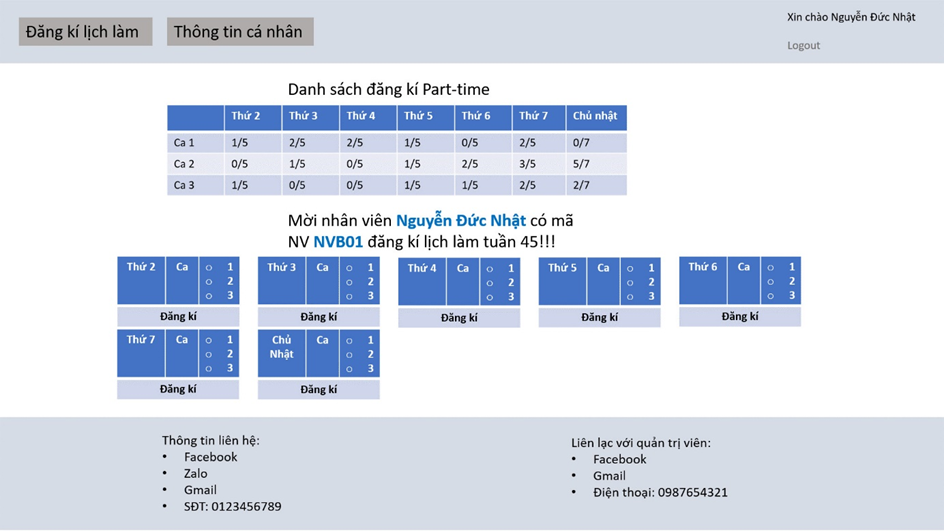 Đăng kí lịch làm Thông tin cá nhân Xin chào Nguyễn Đức Nhật
Logout
Danh sách đăng kí Part-time
Thứ 2 Thứ 3 Thứ 4 Thứ 5 Thứ 6 Thứ 7 Chủ nhật
Ca 1 1/5 2/5 2/5 1/5 0/5 2/5 0/7
Ca 2 0/5 1/5 0/5 1/5 2/5 3/5 5/7
Ca 3 1/5 0/5 0/5 1/5 1/5 2/5 2/7
Mời nhân viên Nguyễn Đức Nhật có mã
NV NVB01 đăng kí lịch làm tuần 45!!!
Thứ 2 Ca ○ 1 Thứ 3 Ca ○ 1 Thứ 4 Ca ○ 1 Thứ 5 Ca ○ 1 Thứ 6 Ca ○ 1
○ 2 ○ 2 ○ 2 ○ 2 ○ 2
○ 3 ○ 3 ○ 3 ○ 3 ○ 3
Đăng kí Đăng kí Đăng kí Đăng kí Đăng kí
Thứ 7 Ca ○ 1 Chủ Ca ○ 1
○ 2 Nhật ○ 2
○ 3 ○ 3
Đăng kí Đăng kí
Thông tin liên hệ:
• Facebook
• Zalo
• Gmail
• SĐT: 0123456789
Liên lạc với quản trị viên:
• Facebook
• Gmail
• Điện thoại: 0987654321